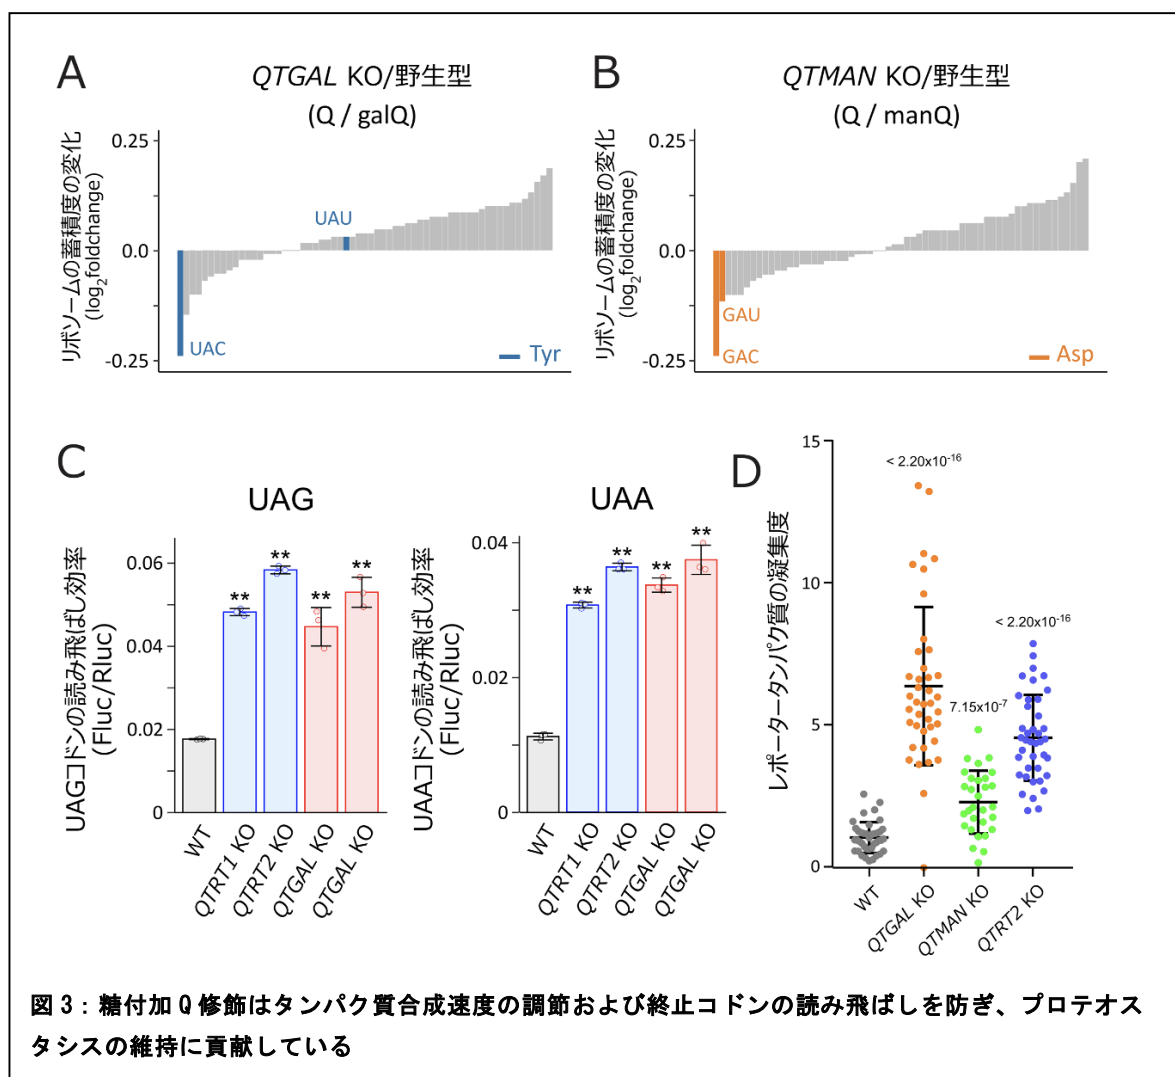 A
QTGAL KO/野生型
(Q / galQ)
リボソームの蓄積度の変化
(log2foldchange)
0.25
0.0
-0.25
UAU
UAC
Tyr
B
QTMAN KO/野生型
(Q / manQ)
リボソームの蓄積度の変化
(log2foldchange)
0.25
0.0
-0.25
GAU
GAC
Asp
C
UAG
UAGコドンの読み飛ばし効率
(Fluc/Rluc)
0.06
0.04
0.02
0
**
**
**
**
WT
QTRT1 KO
QTRT2 KO
QTGAL KO
QTGAL KO
UAA
UAAコドンの読み飛ばし効率
(Fluc/Rluc)
0.04
0.02
0
**
**
**
**
WT
QTRT1 KO
QTRT2 KO
QTGAL KO
QTGAL KO
D
レポータータンパク質の凝集度
15
10
5
0
< 2.20x10-16
7.15x10-7
< 2.20x10-16
WT
QTGAL KO
QTMAN KO
QTRT2 KO
図3：糖付加Q修飾はタンパク質合成速度の調節および終止コドンの読み飛ばしを防ぎ、プロテオス
タシスの維持に貢献している